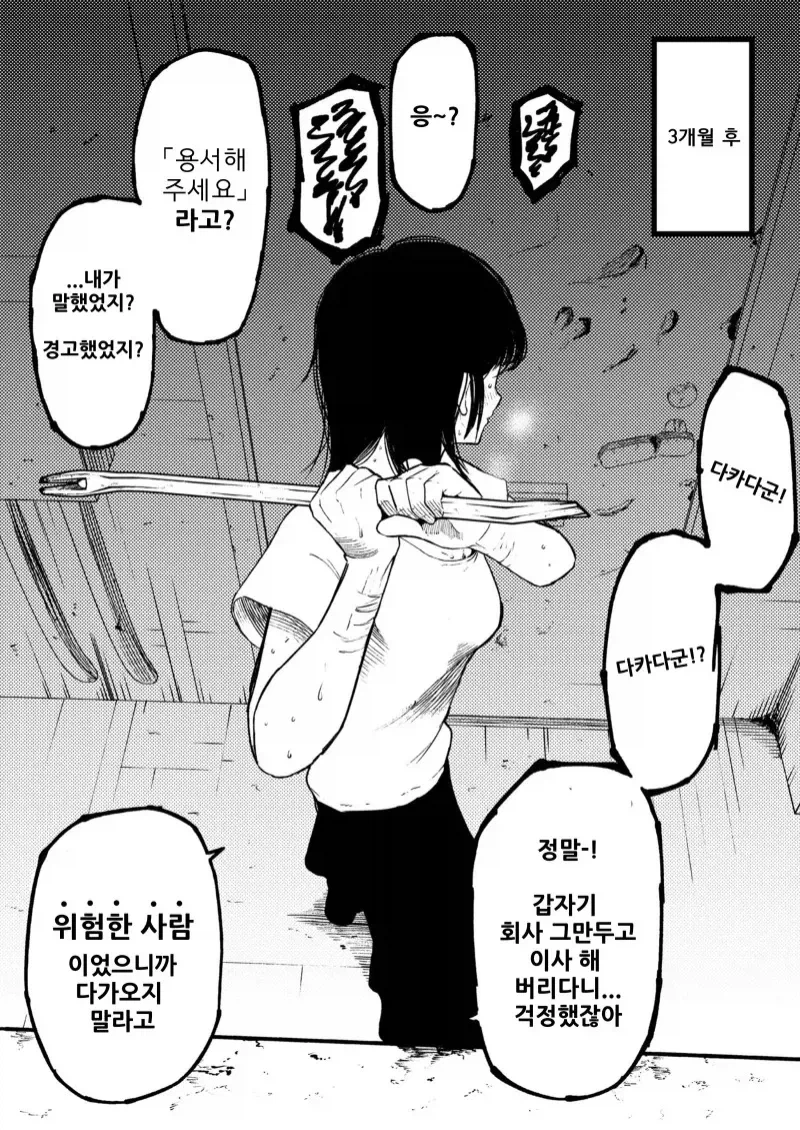 3개월 후
다카다군!
다카다군!?
정말-!
갑자기
회사 그만두고
이사 해
버리다니...
걱정했잖아
응~?
「용서해
주세요」
라고?
...내가
말했었지?
경고했었지?
위험한 사람
이었으니까
다가오지
말라고